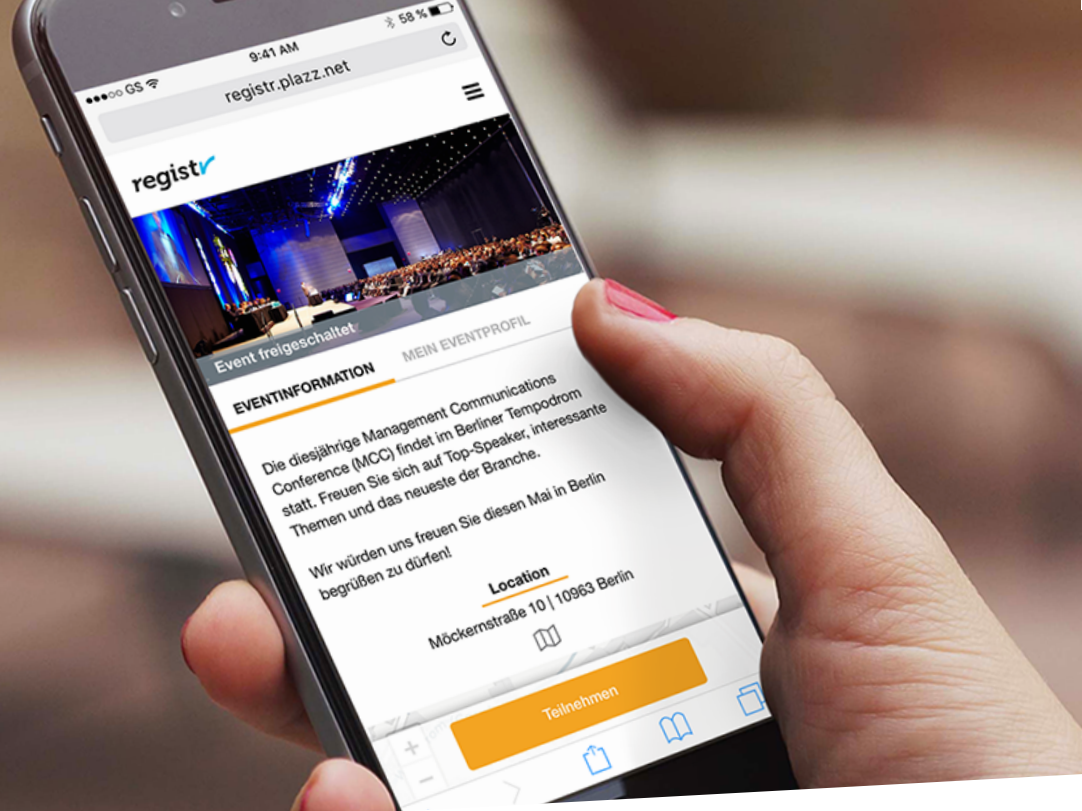 GS
9:41 AM
58 %
registr.plazz.net
registr
Event freigeschaltet
EVENTINFORMATION
MEIN EVENTPROFIL
Die diesjährige Management Communications
Conference (MCC) findet im Berliner Tempodrom
statt. Freuen Sie sich auf Top-Speaker, interessante
Themen und das neueste der Branche.
Wir würden uns freuen Sie diesen Mai in Berlin
begrüßen zu dürfen!
Location
Möckernstraße 10 | 10963 Berlin
+
−
Teilnehmen